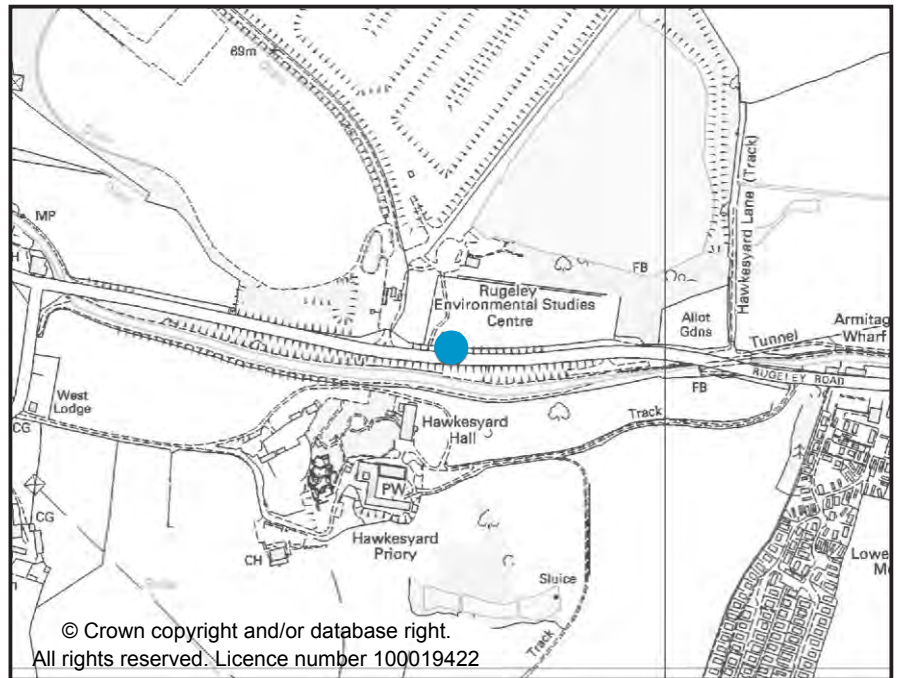 69m
MP
H
FB
Rugeley
Environmental Studies
Centre
Allot
Gdns
Hawkesyard Lane (Track)
Tunnel
Armitag
Wharf
RUGELEY ROAD
FB
West
Lodge
CG
Track
Hawkesyard
Hall
PW
CG
Hawkesyard
Priory
CH
Sluice
Lowe
Track
© Crown copyright and/or database right.
All rights reserved. Licence number 100019422